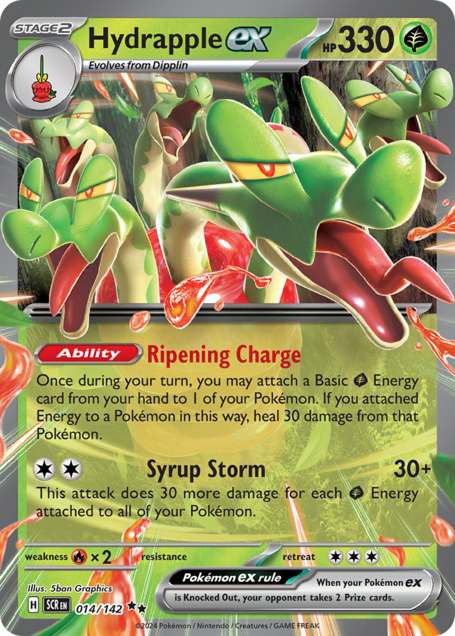 STAGE2
Hydrapple ex
HP330
Evolves from Dipplin
Ability Ripening Charge
Once during your turn, you may attach a Basic Energy
card from your hand to 1 of your Pokémon. If you attached
Energy to a Pokémon in this way, heal 30 damage from that
Pokémon.
Syrup Storm 30+
This attack does 30 more damage for each Energy
attached to all of your Pokémon.
weakness ×2 resistance retreat
Illus. 5ban Graphics
Pokémon ex rule When your Pokémon ex
is Knocked Out, your opponent takes 2 Prize cards.
H SCR EN 014/142
©2024 Pokémon / Nintendo / Creatures / GAME FREAK